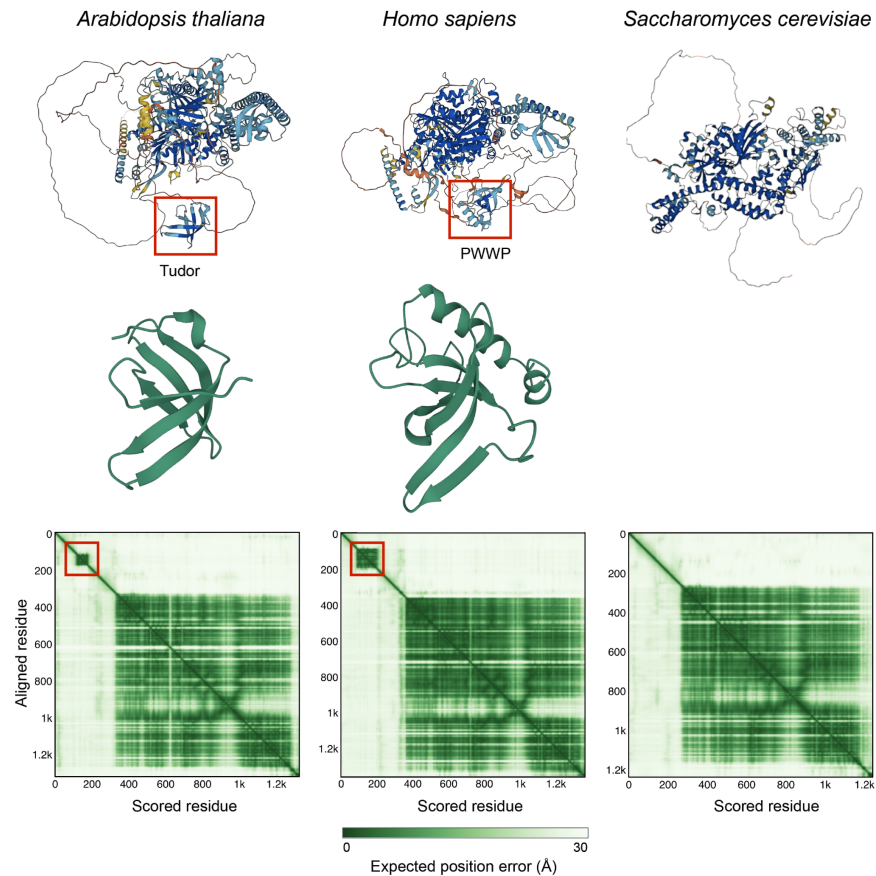 Arabidopsis thaliana
Homo sapiens
Saccharomyces cerevisiae
Tudor
PWWP
0
200
400
600
800
1k
1.2k
Aligned residue
0 200 400 600 800 1k 1.2k
Scored residue
0
200
400
600
800
1k
1.2k
0 200 400 600 800 1k 1.2k
Scored residue
0
200
400
600
800
1k
1.2k
0 200 400 600 800 1k 1.2k
Scored residue
0 30
Expected position error (Å)